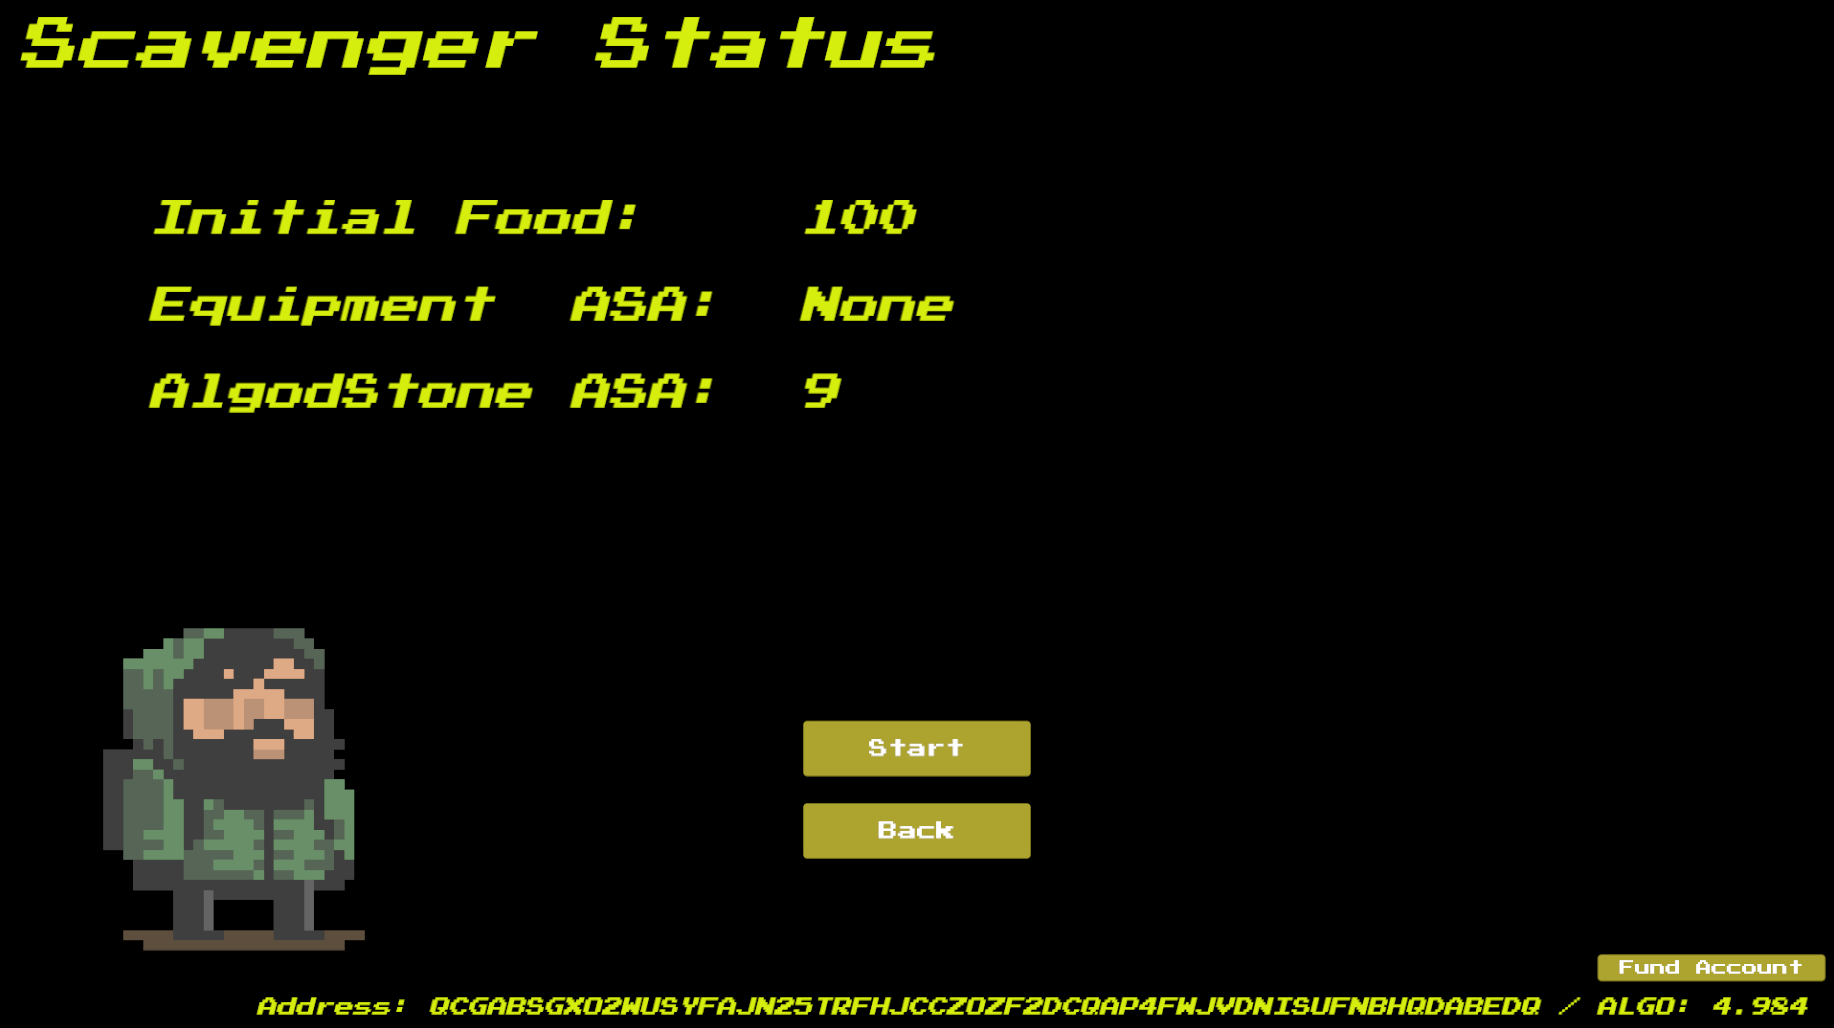 Scavenger Status
Initial Food: 100
Equipment ASA: None
AlgodStone ASA: 9
Start
Back
Fund Account
Address: QCGABSGXO2WUSYFAJN25TRFHJCCZOZF2DCQAP4FWJVDNISUFNBHQDABEDQ / ALGO: 4.984